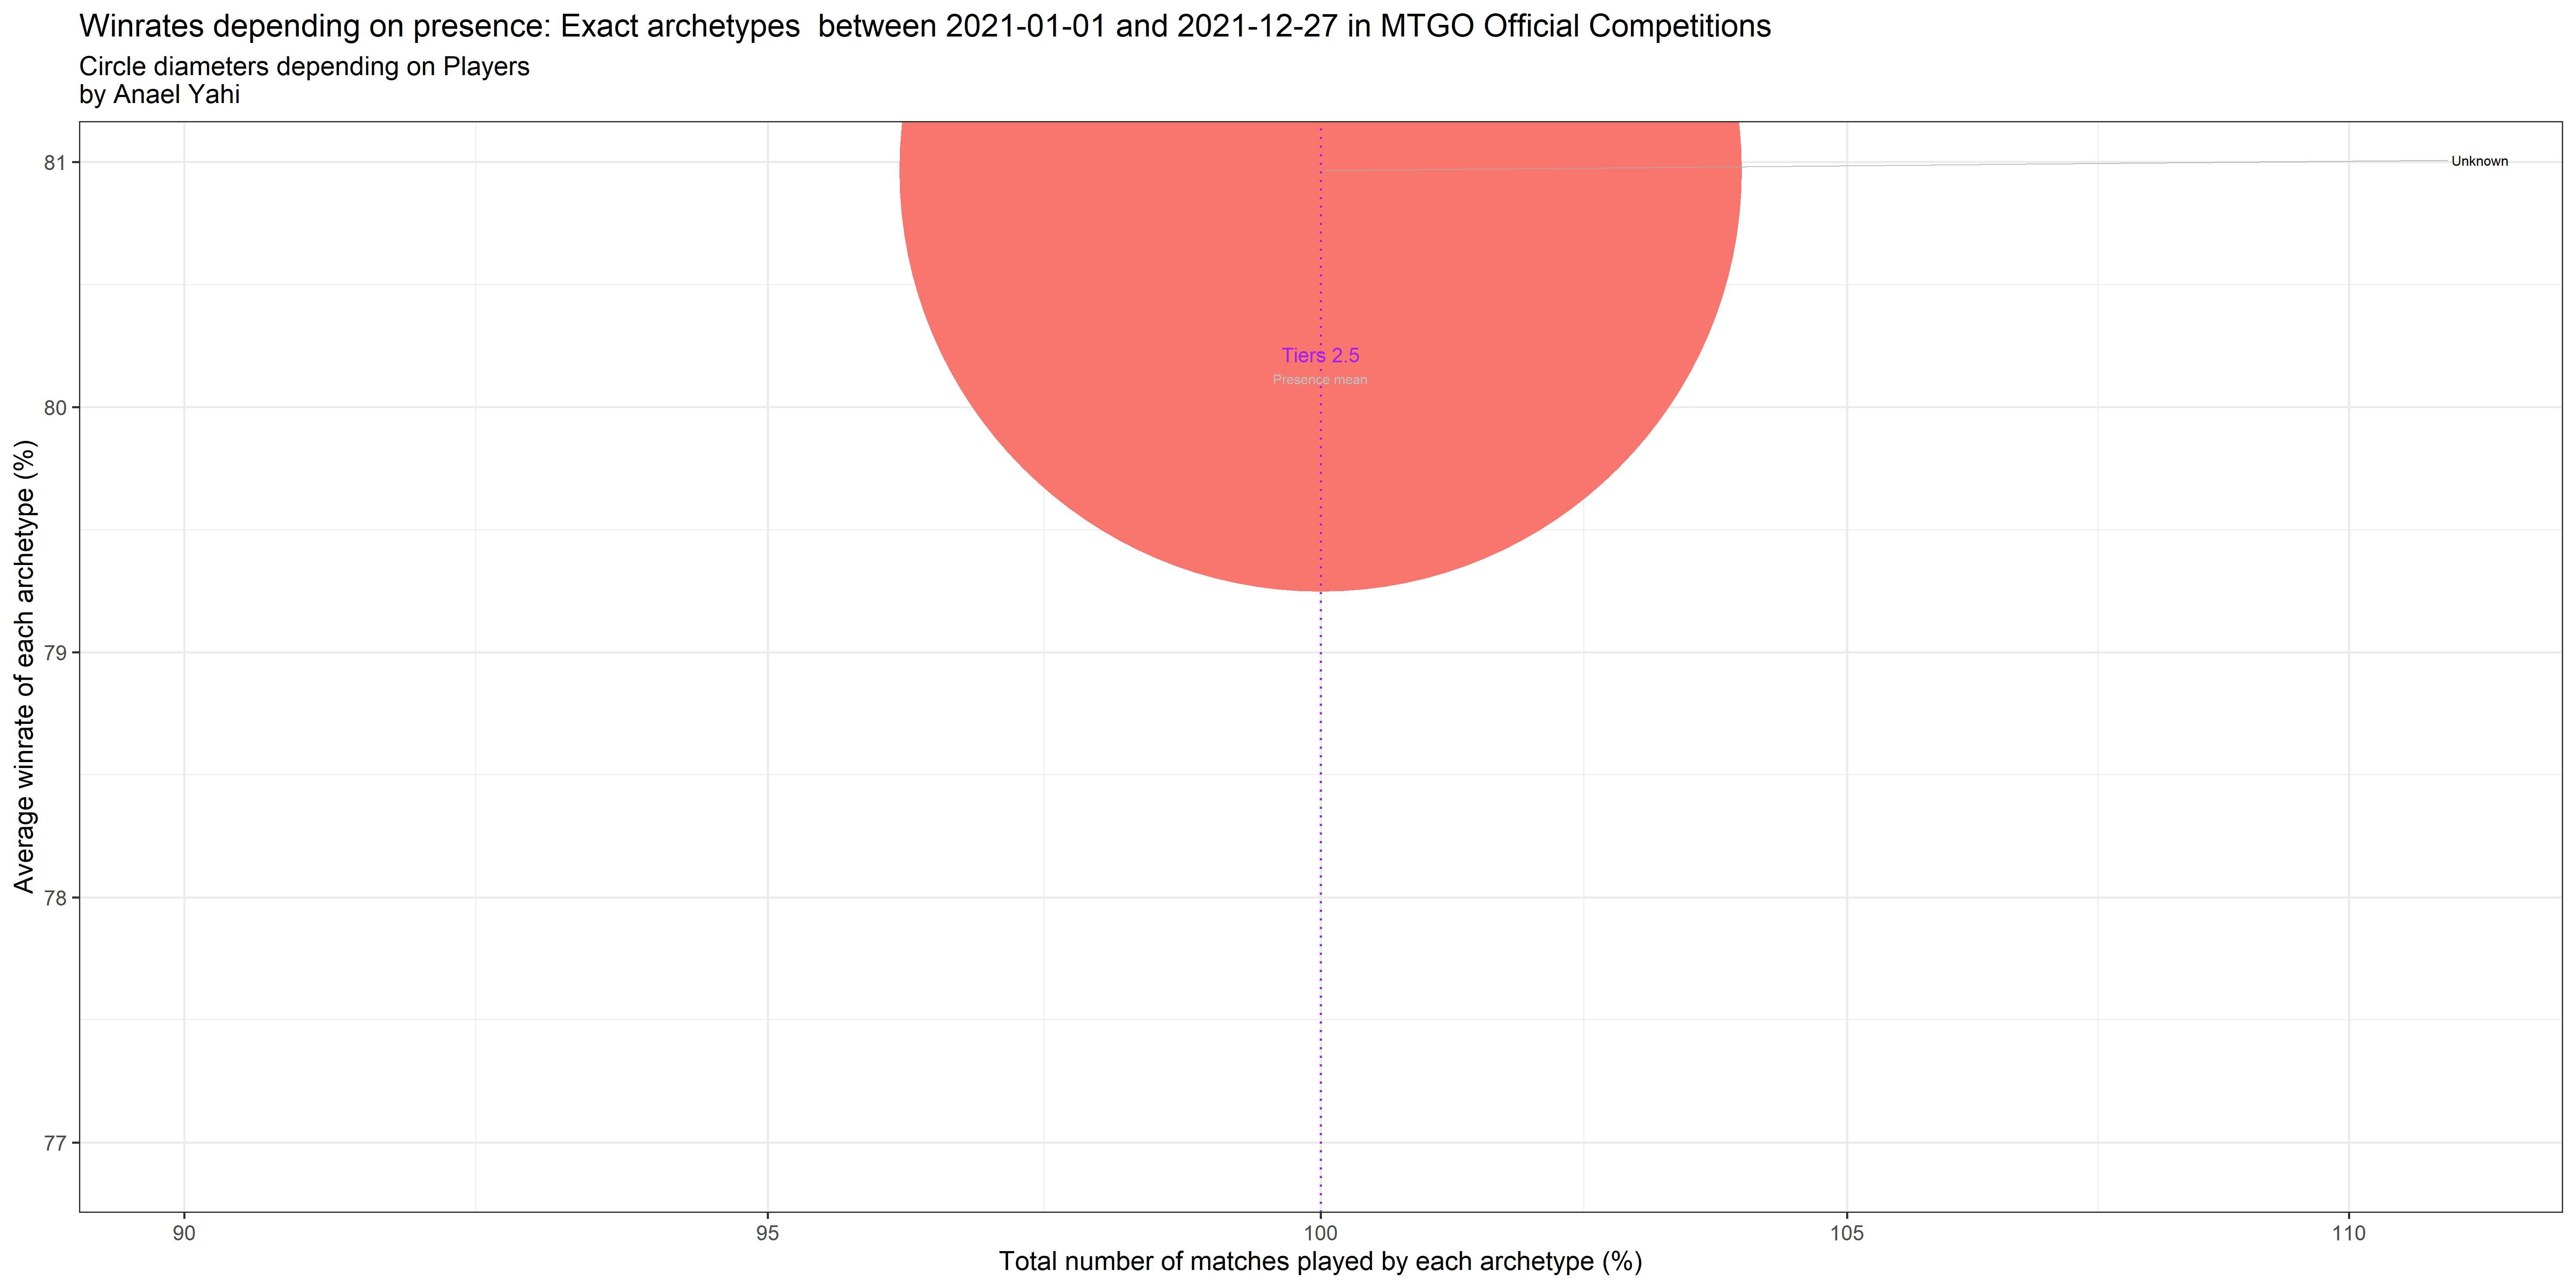 Winrates depending on presence: Exact archetypes  between 2021-01-01 and 2021-12-27 in MTGO Official Competitions
Circle diameters depending on Players
by Anael Yahi
Average winrate of each archetype (%)
81
80
79
78
77
Unknown
Tiers 2.5
Presence mean
90
95
100
105
110
Total number of matches played by each archetype (%)